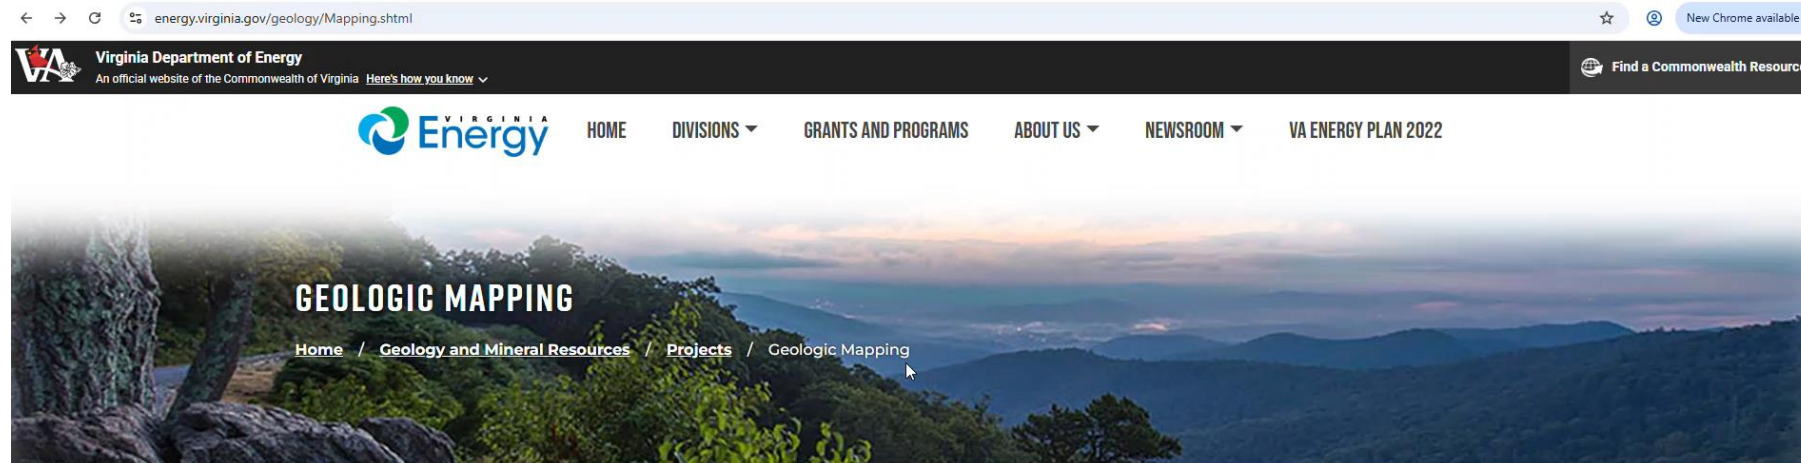 energy.virginia.gov/geology/Mapping.shtml
New Chrome available
VA
Virginia Department of Energy
An official website of the Commonwealth of Virginia Here's how you know
Find a Commonwealth Resourc
VIRGINIA
Energy
HOME DIVISIONS GRANTS AND PROGRAMS ABOUT US NEWSROOM VA ENERGY PLAN 2022
GEOLOGIC MAPPING
Home / Geology and Mineral Resources / Projects / Geologic Mapping